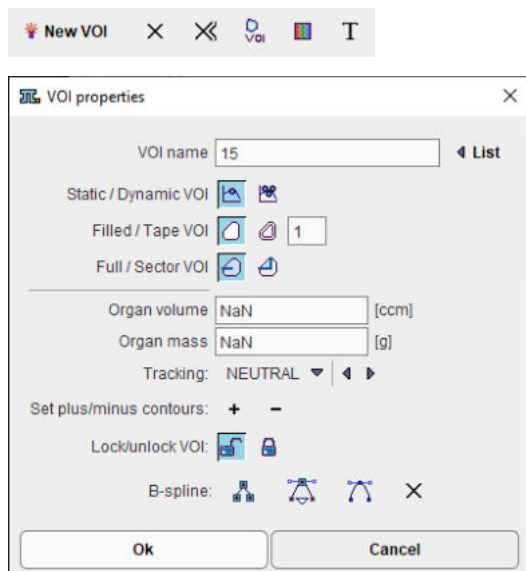 New VOI T
VOI properties
VOI name 15 List
Static / Dynamic VOI
Filled / Tape VOI 1
Full / Sector VOI
Organ volume NaN [ccm]
Organ mass NaN [g]
Tracking: NEUTRAL
Set plus/minus contours: + -
Lock/unlock VOI:
B-spline:
Ok Cancel